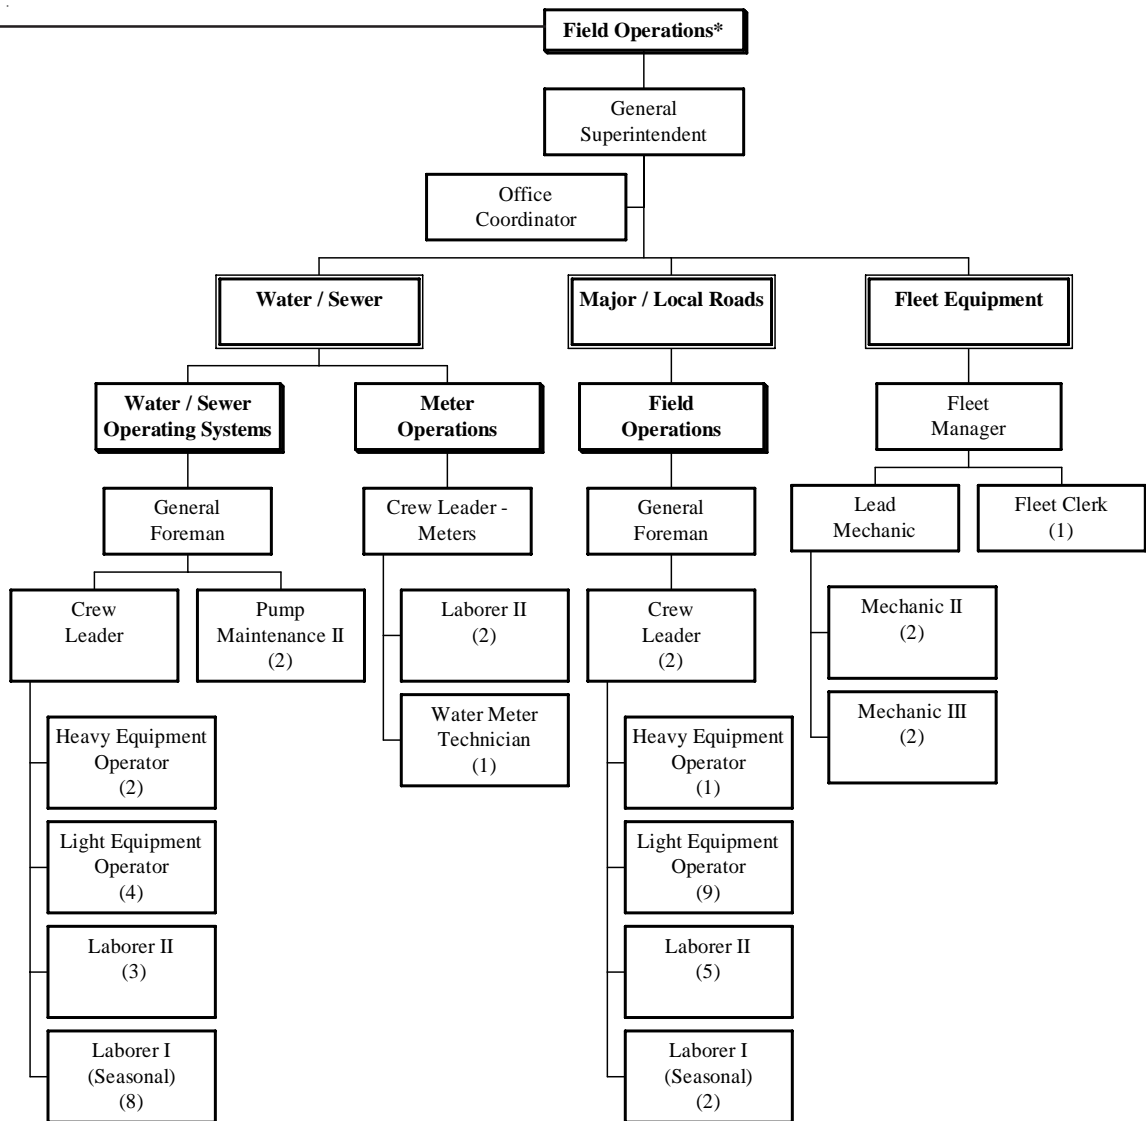 Field Operations*
General
Superintendent
Office
Coordinator
Water / Sewer
Major / Local Roads
Fleet Equipment
Water / Sewer
Operating Systems
Meter
Operations
Field
Operations
Fleet
Manager
General
Foreman
Crew Leader -
Meters
General
Foreman
Lead
Mechanic
Fleet Clerk
(1)
Crew
Leader
Pump
Maintenance II
(2)
Laborer II
(2)
Crew
Leader
(2)
Mechanic II
(2)
Water Meter
Technician
(1)
Mechanic III
(2)
Heavy Equipment
Operator
(2)
Heavy Equipment
Operator
(1)
Light Equipment
Operator
(4)
Light Equipment
Operator
(9)
Laborer II
(3)
Laborer II
(5)
Laborer I
(Seasonal)
(8)
Laborer I
(Seasonal)
(2)